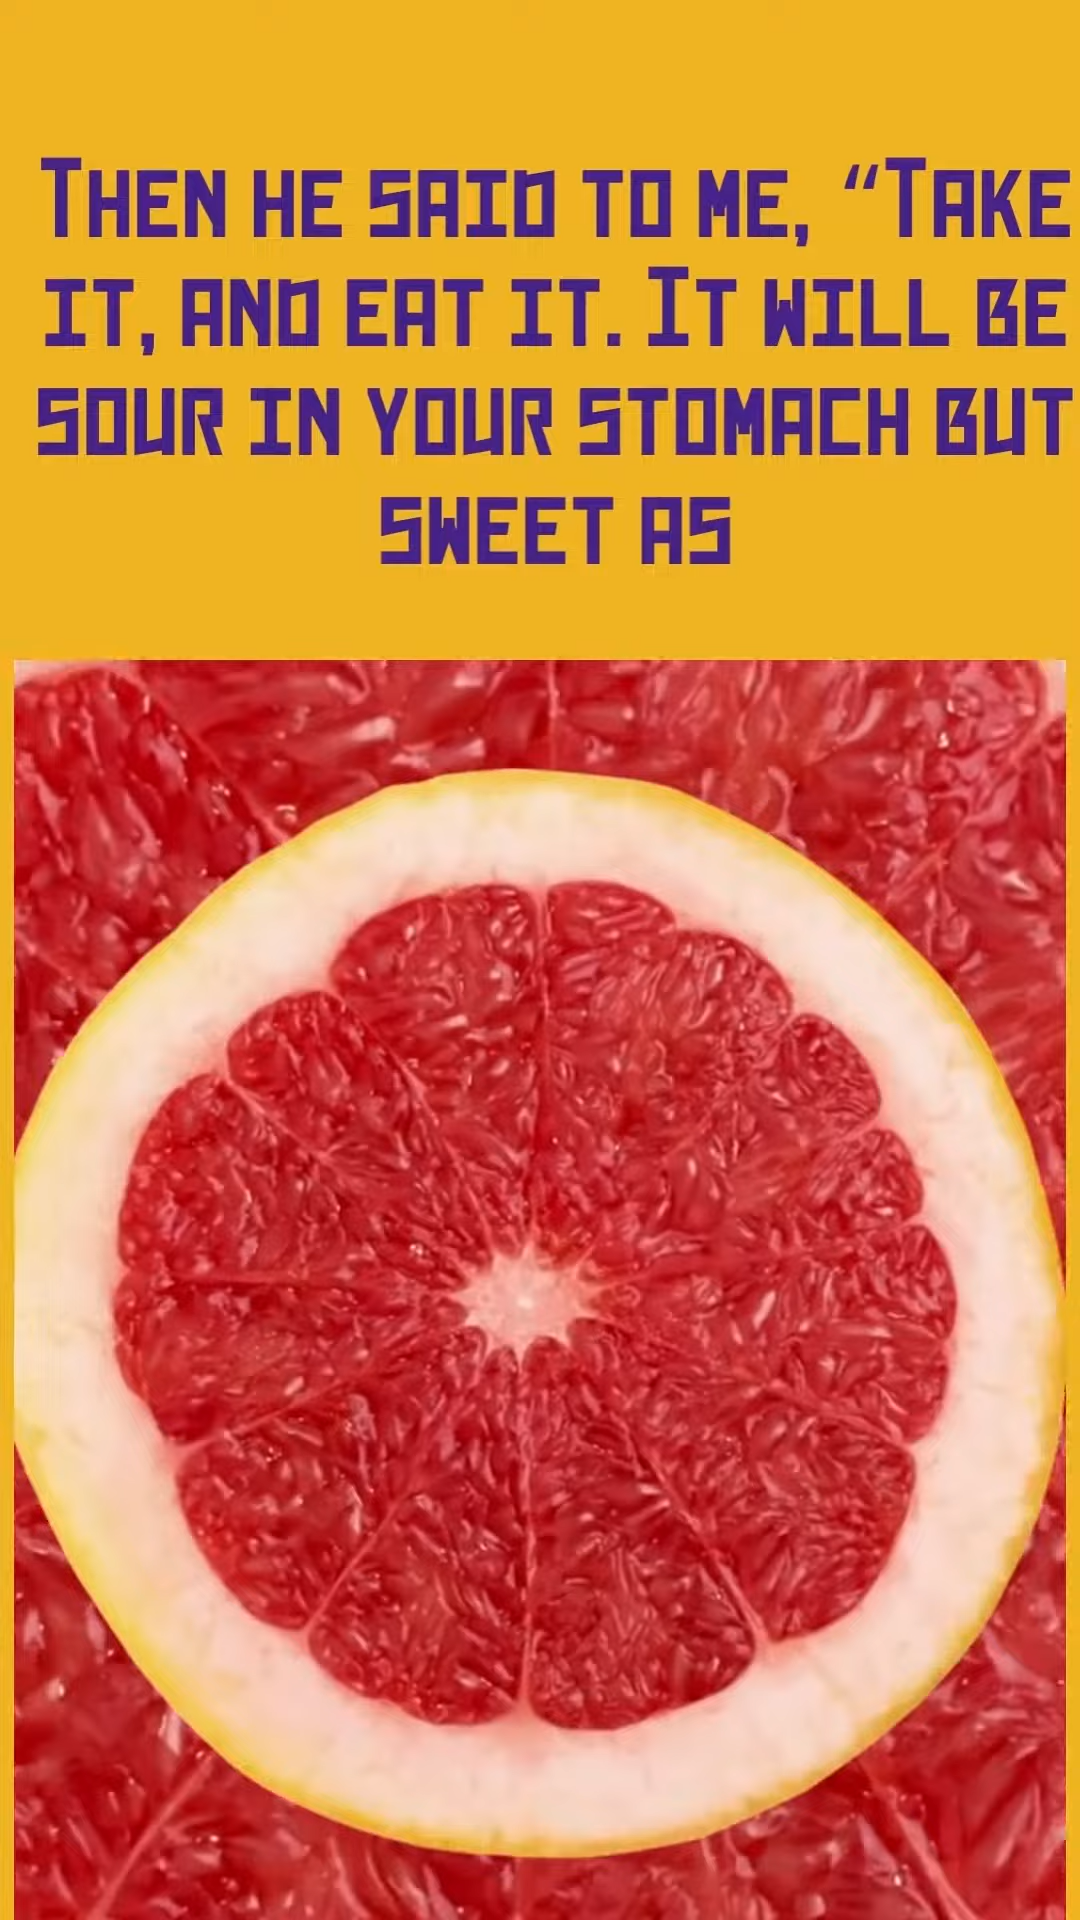 Then he said to me, “Take
it, and eat it. It will be
sour in your stomach but
sweet as